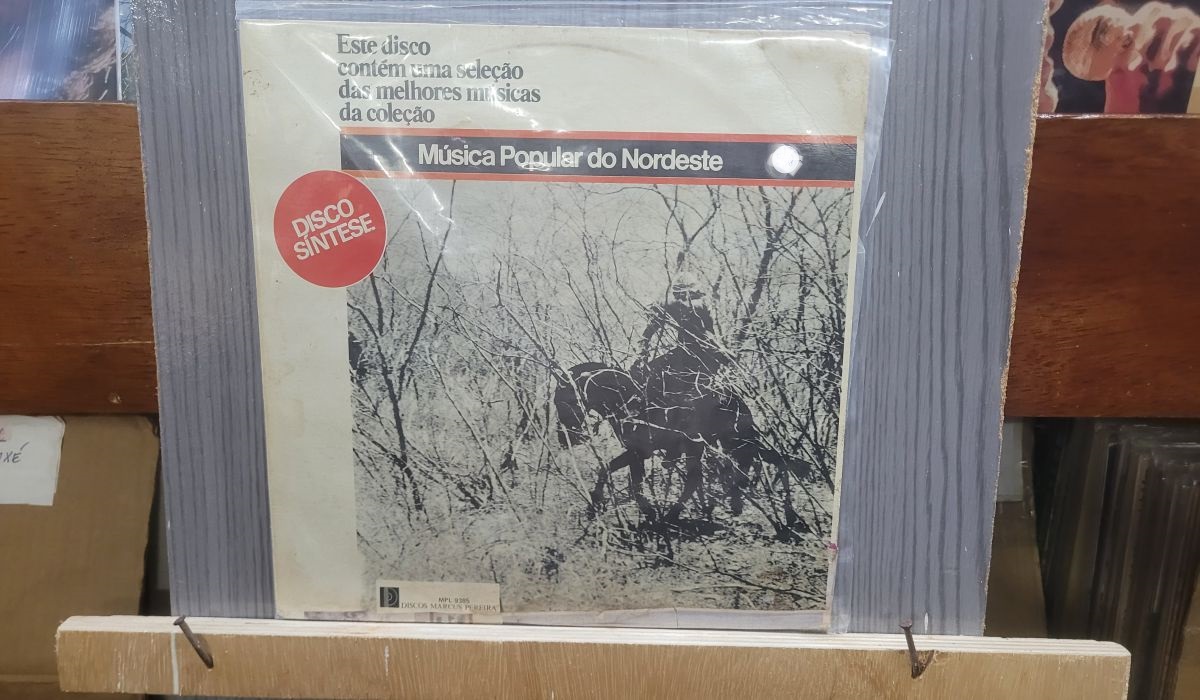 Este disco
contém uma seleção
das melhores músicas
da coleção
Música Popular do Nordeste
DISCO
SÍNTESE
MPL 9385
DISCOS MARCUS PEREIRA